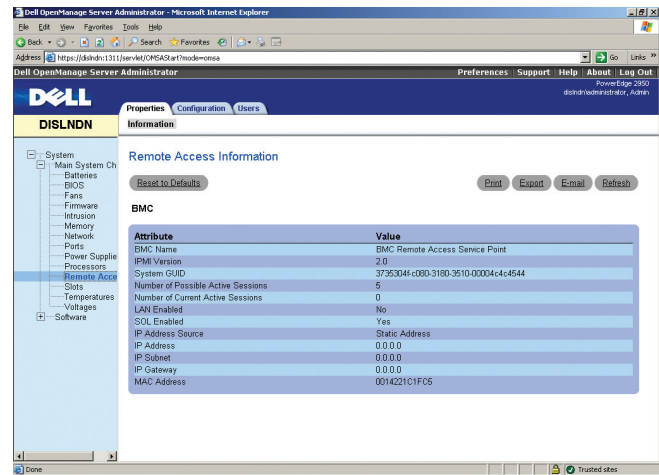 Dell OpenManage Server Administrator - Microsoft Internet Explorer
File Edit View Favorites Tools Help
Back Search Favorites
Address https://dislndn:1311/servlet/OMSAStart?mode=omsa Go Links »
Dell OpenManage Server Administrator Preferences Support Help About Log Out
PowerEdge 2950
dislndn\administrator, Admin
DELL
Properties Configuration Users
DISLNDN Information
System
Main System Ch
Batteries
BIOS
Fans
Firmware
Intrusion
Memory
Network
Ports
Power Supplie
Processors
Remote Acce
Slots
Temperatures
Voltages
Software
Remote Access Information
Reset to Defaults Print Export E-mail Refresh
BMC
Attribute Value
BMC Name BMC Remote Access Service Point
IPMI Version 2.0
System GUID 3735304f-c080-3180-3510-00004c4c4544
Number of Possible Active Sessions 5
Number of Current Active Sessions 0
LAN Enabled No
SOL Enabled Yes
IP Address Source Static Address
IP Address 0.0.0.0
IP Subnet 0.0.0.0
IP Gateway 0.0.0.0
MAC Address 0014221C1FC5
Done Trusted sites